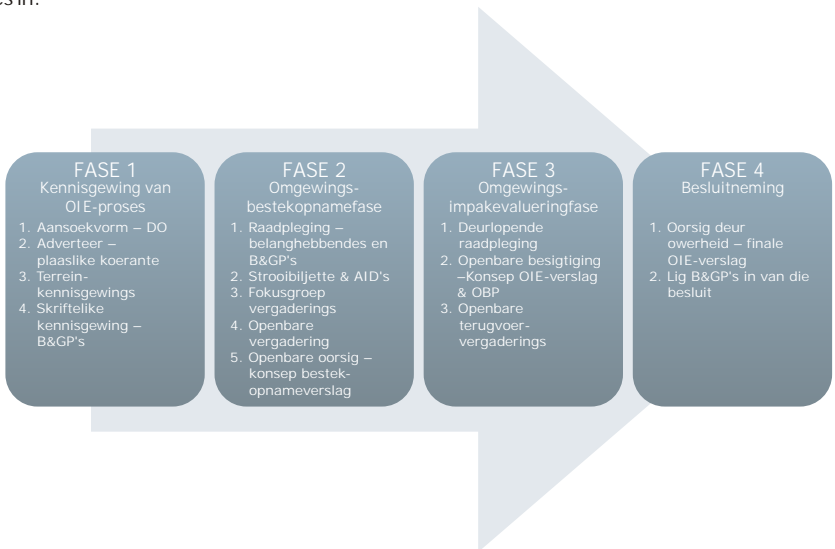 FASE 1
Kennisgewing van
OIE-proses
1. Aansoekvorm – DO
2. Adverteer –
plaaslike koerante
3. Terrein-
kennisgewings
4. Skriftelike
kennisgewing –
B&GP's
FASE 2
Omgewings-
bestekopnamefase
1. Raadpleging –
belanghebbendes en
B&GP's
2. Strooibiljette & AID's
3. Fokusgroep
vergaderings
4. Openbare
vergadering
5. Openbare oorsig –
konsep bestek-
opnameverslag
FASE 3
Omgewings-
impakevalueringfase
1. Deurlopende
raadpleging
2. Openbare besigtiging
–Konsep OIE-verslag
& OBP
3. Openbare
terugvoer-
vergaderings
FASE 4
Besluitneming
1. Oorsig deur
owerheid – finale
OIE-verslag
2. Lig B&GP's in van die
besluit